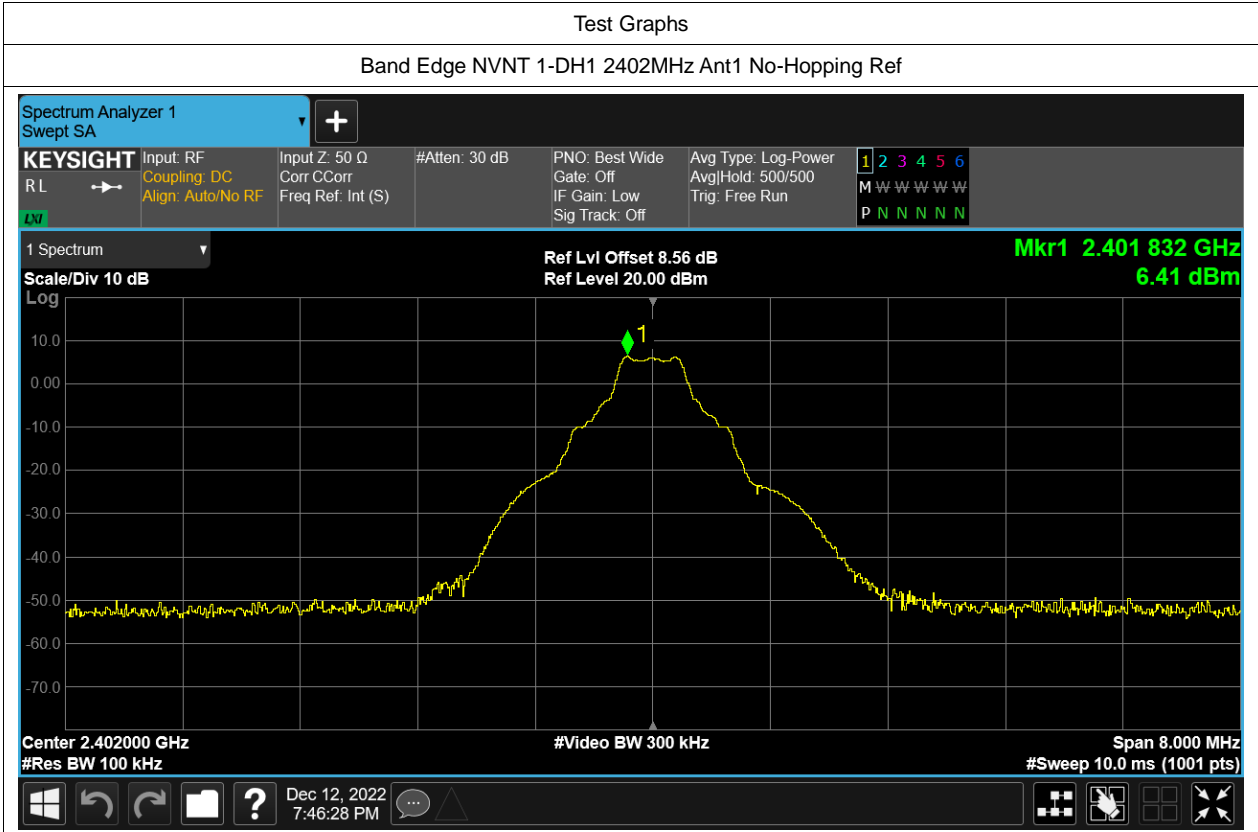 Test Graphs
Band Edge NVNT 1-DH1 2402MHz Ant1 No-Hopping Ref
Spectrum Analyzer 1
Swept SA
KEYSIGHT
R L
LXI
Input: RF
Coupling: DC
Align: Auto/No RF
Input Z: 50 Ω
Corr CCorr
Freq Ref: Int (S)
#Atten: 30 dB
PNO: Best Wide
Gate: Off
IF Gain: Low
Sig Track: Off
Avg Type: Log-Power
Avg|Hold: 500/500
Trig: Free Run
1 2 3 4 5 6
M W W W W W
P N N N N N
1 Spectrum
Scale/Div 10 dB
Ref Lvl Offset 8.56 dB
Ref Level 20.00 dBm
Mkr1 2.401 832 GHz
6.41 dBm
Log
1
10.0
0.00
-10.0
-20.0
-30.0
-40.0
-50.0
-60.0
-70.0
Center 2.402000 GHz
#Res BW 100 kHz
#Video BW 300 kHz
Span 8.000 MHz
#Sweep 10.0 ms (1001 pts)
?
Dec 12, 2022
7:46:28 PM